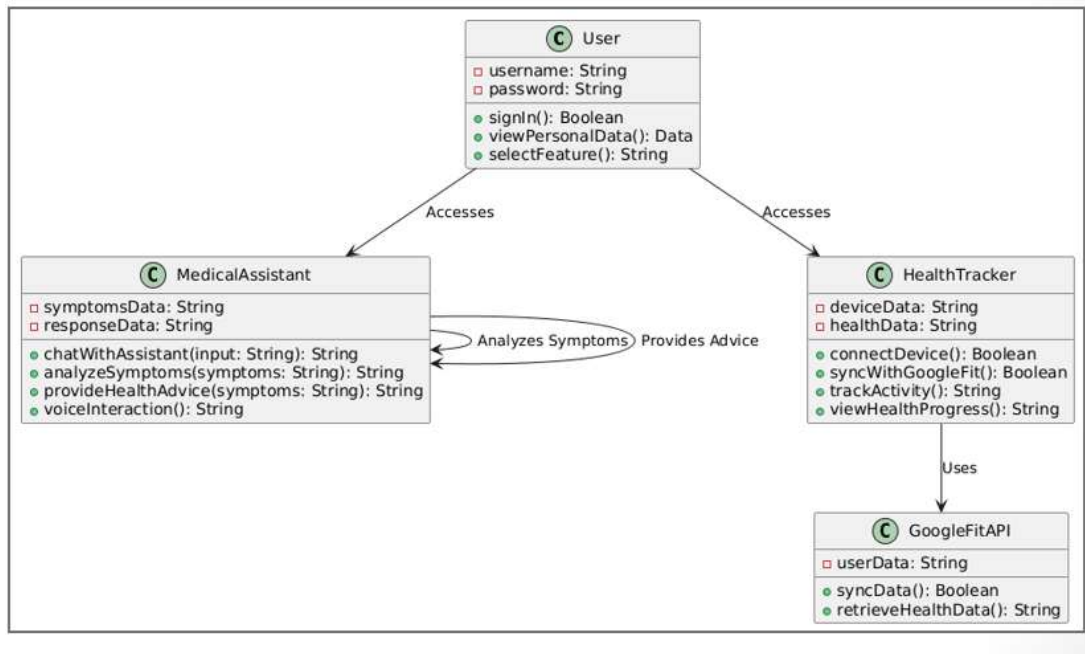 C User
username: String
password: String
signIn(): Boolean
viewPersonalData(): Data
selectFeature(): String
Accesses
Accesses
C MedicalAssistant
symptomsData: String
responseData: String
chatWithAssistant(input: String): String
analyzeSymptoms(symptoms: String): String
provideHealthAdvice(symptoms: String): String
voiceInteraction(): String
Analyzes Symptoms
Provides Advice
C HealthTracker
deviceData: String
healthData: String
connectDevice(): Boolean
syncWithGoogleFit(): Boolean
trackActivity(): String
viewHealthProgress(): String
Uses
C GoogleFitAPI
userData: String
syncData(): Boolean
retrieveHealthData(): String